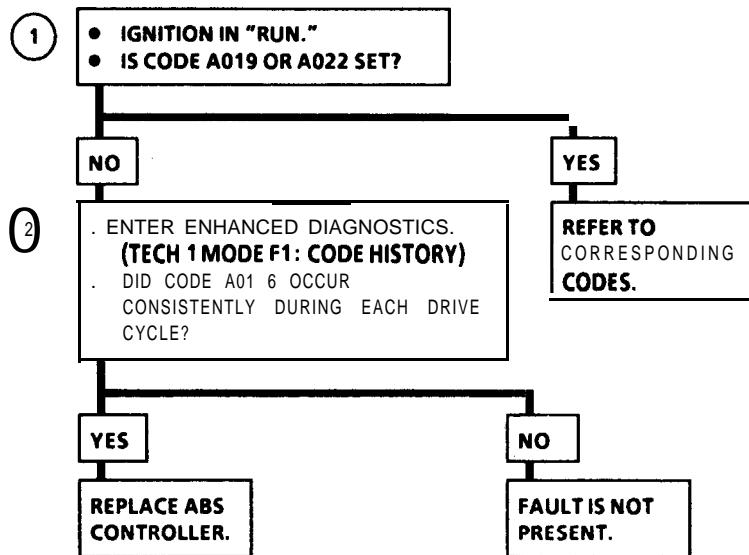 1
• IGNITION IN "RUN."
• IS CODE A019 OR A022 SET?
NO
YES
2
. ENTER ENHANCED DIAGNOSTICS.
(TECH 1 MODE F1: CODE HISTORY)
. DID CODE A01 6 OCCUR
CONSISTENTLY DURING EACH DRIVE
CYCLE?
REFER TO
CORRESPONDING
CODES.
YES
NO
REPLACE ABS
CONTROLLER.
FAULT IS NOT
PRESENT.